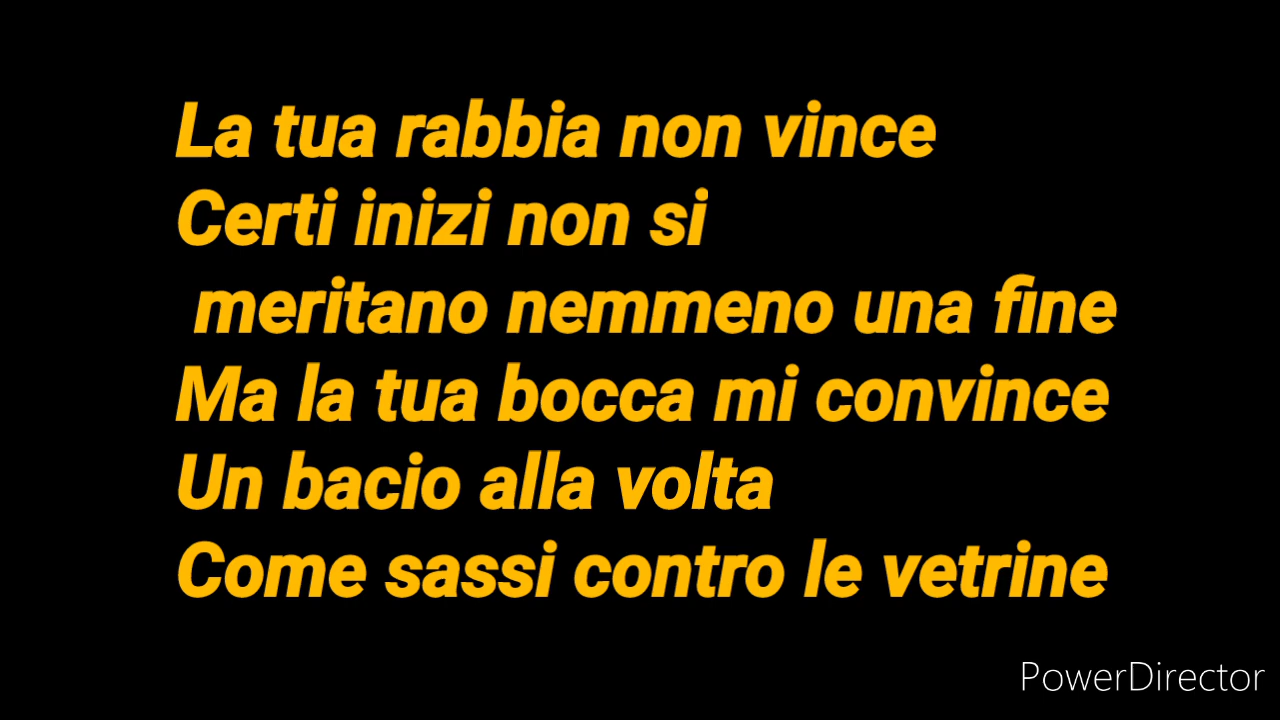 La tua rabbia non vince
Certi inizi non si
meritano nemmeno una fine
Ma la tua bocca mi convince
Un bacio alla volta
Come sassi contro le vetrine
PowerDirector